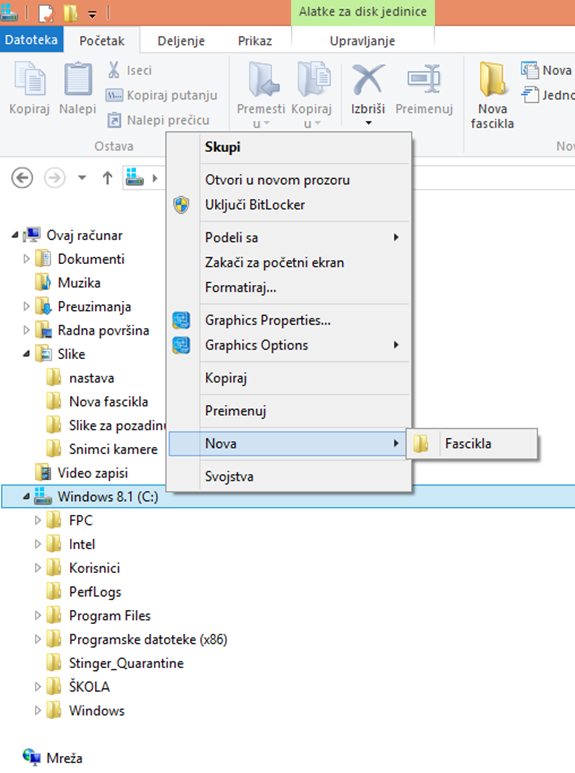 Alatke za disk jedinice
Datoteka
Početak
Deljenje
Prikaz
Upravljanje
Kopiraj
Nalepi
Iseci
Kopiraj putanju
Nalepi prečicu
Ostava
Premesti
u
Kopiraj
u
Izbriši
Preimenuj
Nova
fascikla
Nova
Skupi
Otvori u novom prozoru
Uključi BitLocker
Podeli sa
Zakači za početni ekran
Formatiraj...
Graphics Properties...
Graphics Options
Kopiraj
Preimenuj
Nova
Fascikla
Svojstva
Ovaj računar
Dokumenti
Muzika
Preuzimanja
Radna površina
Slike
nastava
Nova fascikla
Slike za pozadinu
Snimci kamere
Video zapisi
Windows 8.1 (C:)
FPC
Intel
Korisnici
PerfLogs
Program Files
Programske datoteke (x86)
Stinger_Quarantine
ŠKOLA
Windows
Mreža